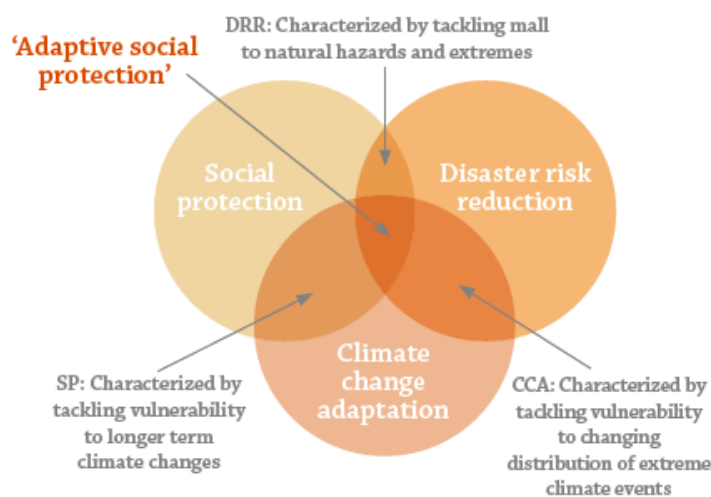 'Adaptive social
protection'
DRR: Characterized by tackling mall
to natural hazards and extremes
Social
protection
Disaster risk
reduction
Climate
change
adaptation
SP: Characterized by
tackling vulnerability
to longer term
climate changes
CCA: Characterized by
tackling vulnerability
to changing
distribution of extreme
climate events